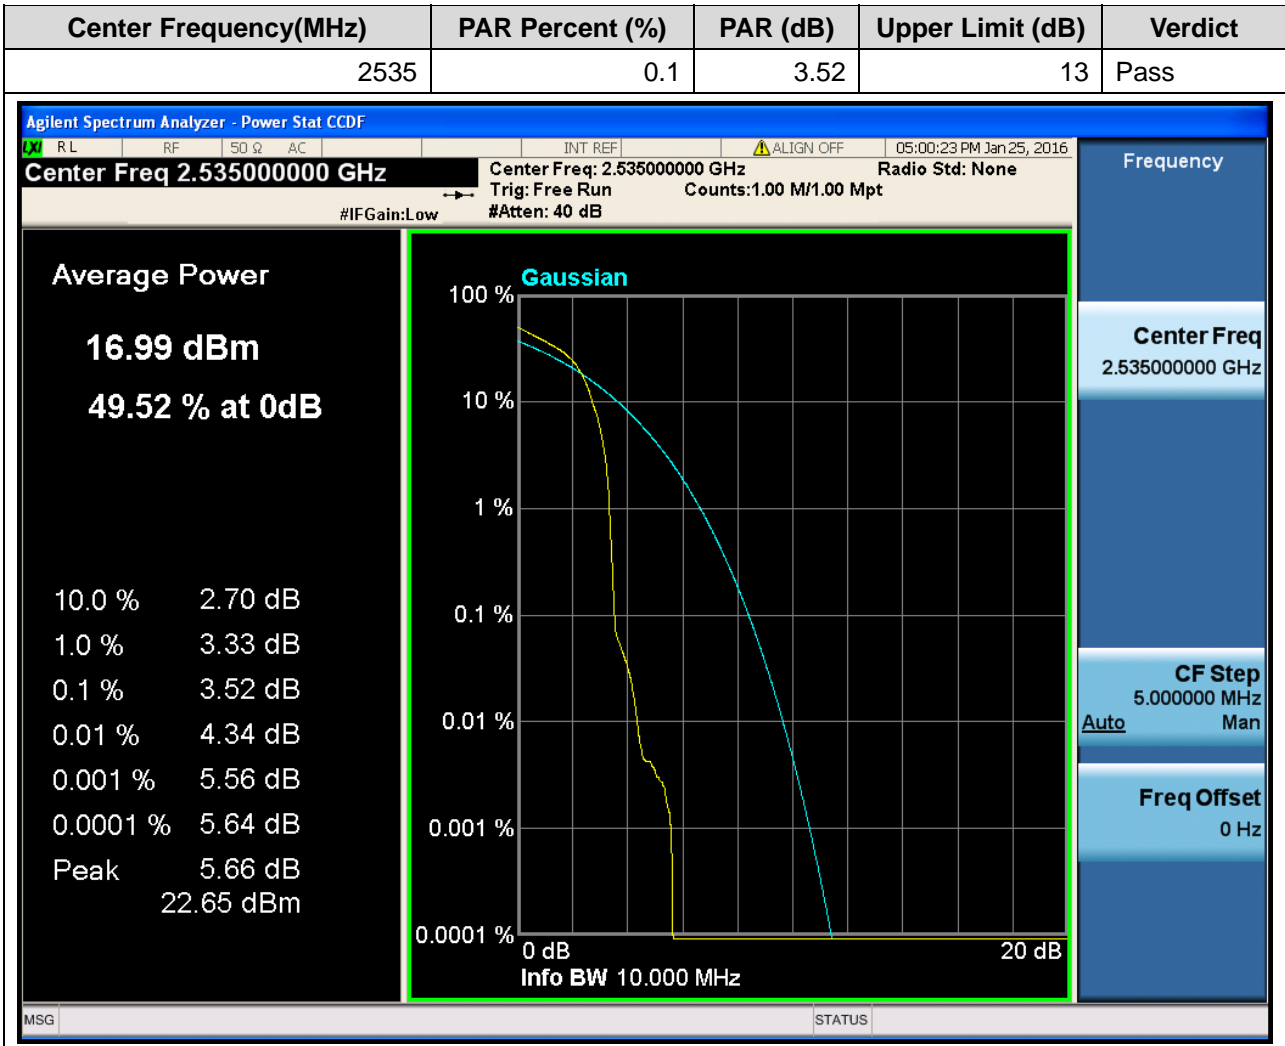 Center Frequency(MHz) PAR Percent (%) PAR (dB) Upper Limit (dB) Verdict
2535 0.1 3.52 13 Pass
Agilent Spectrum Analyzer - Power Stat CCDF
LXI RL RF 50 Ω AC INT REF ALIGN OFF 05:00:23 PM Jan 25, 2016
Center Freq 2.535000000 GHz
#IFGain:Low
Center Freq: 2.535000000 GHz Radio Std: None
Trig: Free Run Counts:1.00 M/1.00 Mpt
#Atten: 40 dB
Average Power
16.99 dBm
49.52 % at 0dB
10.0 % 2.70 dB
1.0 % 3.33 dB
0.1 % 3.52 dB
0.01 % 4.34 dB
0.001 % 5.56 dB
0.0001 % 5.64 dB
Peak 5.66 dB
22.65 dBm
Gaussian
100 %
10 %
1 %
0.1 %
0.01 %
0.001 %
0.0001 %
0 dB 20 dB
Info BW 10.000 MHz
Frequency
Center Freq
2.535000000 GHz
CF Step
5.000000 MHz
Auto Man
Freq Offset
0 Hz
MSG STATUS